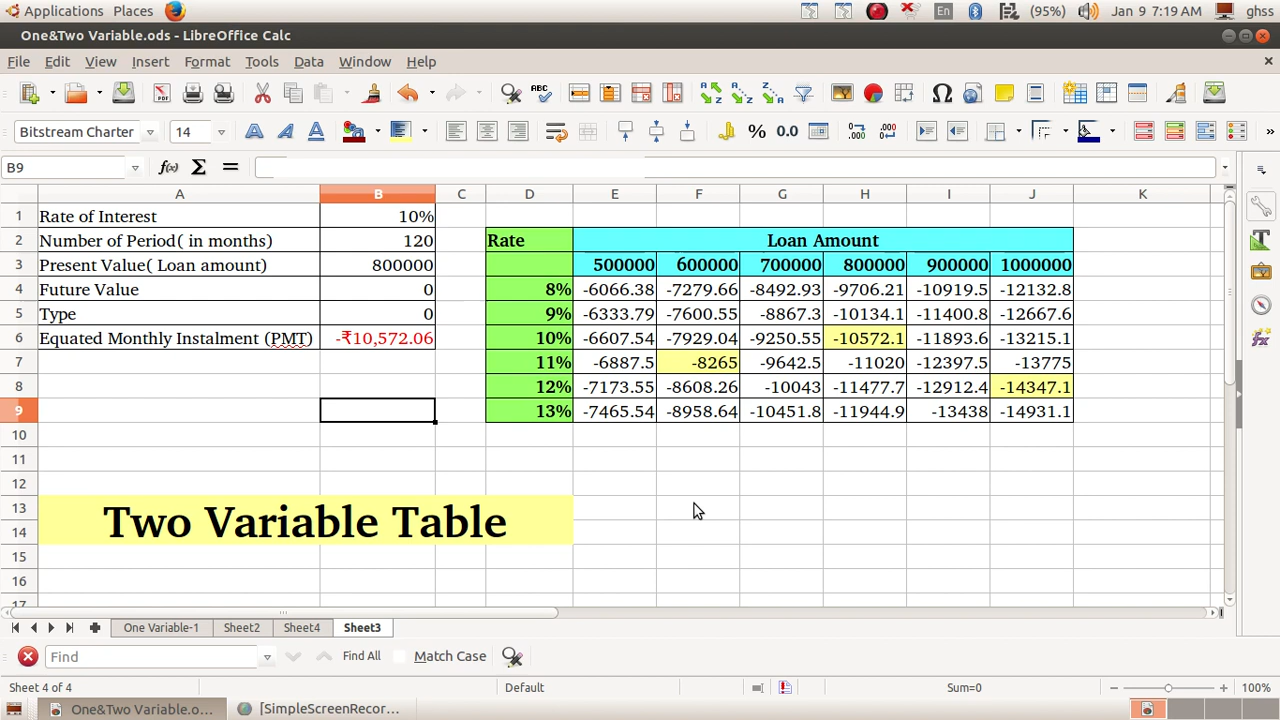 Applications Places En (95%) Jan 9 7:19 AM ghss
One&Two Variable.ods - LibreOffice Calc
File Edit View Insert Format Tools Data Window Help
Bitstream Charter 14 % 0.0
B9 f(x) Σ =
A B C D E F G H I J K
1 Rate of Interest 10%
2 Number of Period( in months) 120 Rate Loan Amount
3 Present Value( Loan amount) 800000 500000 600000 700000 800000 900000 1000000
4 Future Value 0 8% -6066.38 -7279.66 -8492.93 -9706.21 -10919.5 -12132.8
5 Type 0 9% -6333.79 -7600.55 -8867.3 -10134.1 -11400.8 -12667.6
6 Equated Monthly Instalment (PMT) -₹10,572.06 10% -6607.54 -7929.04 -9250.55 -10572.1 -11893.6 -13215.1
7 11% -6887.5 -8265 -9642.5 -11020 -12397.5 -13775
8 12% -7173.55 -8608.26 -10043 -11477.7 -12912.4 -14347.1
9 13% -7465.54 -8958.64 -10451.8 -11944.9 -13438 -14931.1
10
11
12
13
Two Variable Table
14
15
16
17
One Variable-1 Sheet2 Sheet4 Sheet3
Find Find All Match Case
Sheet 4 of 4 Default Sum=0 100%
One&Two Variable.o... [SimpleScreenRecor...